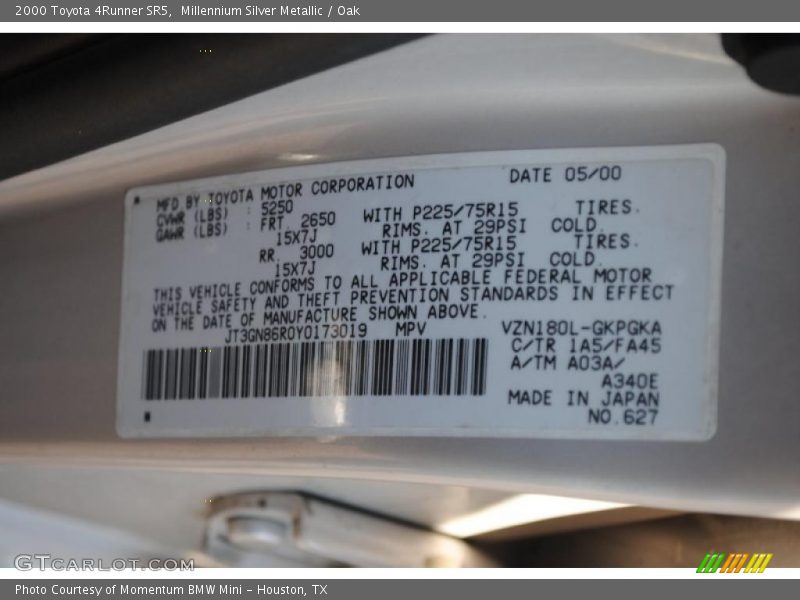 2000 Toyota 4Runner SR5, Millennium Silver Metallic / Oak
MFD BY TOYOTA MOTOR CORPORATION DATE 05/00
GVWR (LBS) : 5250
GAWR (LBS) : FRT. 2650 WITH P225/75R15 TIRES.
15X7J RIMS. AT 29PSI COLD.
RR. 3000 WITH P225/75R15 TIRES.
15X7J RIMS. AT 29PSI COLD.
THIS VEHICLE CONFORMS TO ALL APPLICABLE FEDERAL MOTOR
VEHICLE SAFETY AND THEFT PREVENTION STANDARDS IN EFFECT
ON THE DATE OF MANUFACTURE SHOWN ABOVE.
JT3GN86R0Y0173019 MPV VZN180L-GKPGKA
C/TR 1A5/FA45
A/TM A03A/
A340E
MADE IN JAPAN
NO.627
GTCARLOT.COM
Photo Courtesy of Momentum BMW Mini - Houston, TX